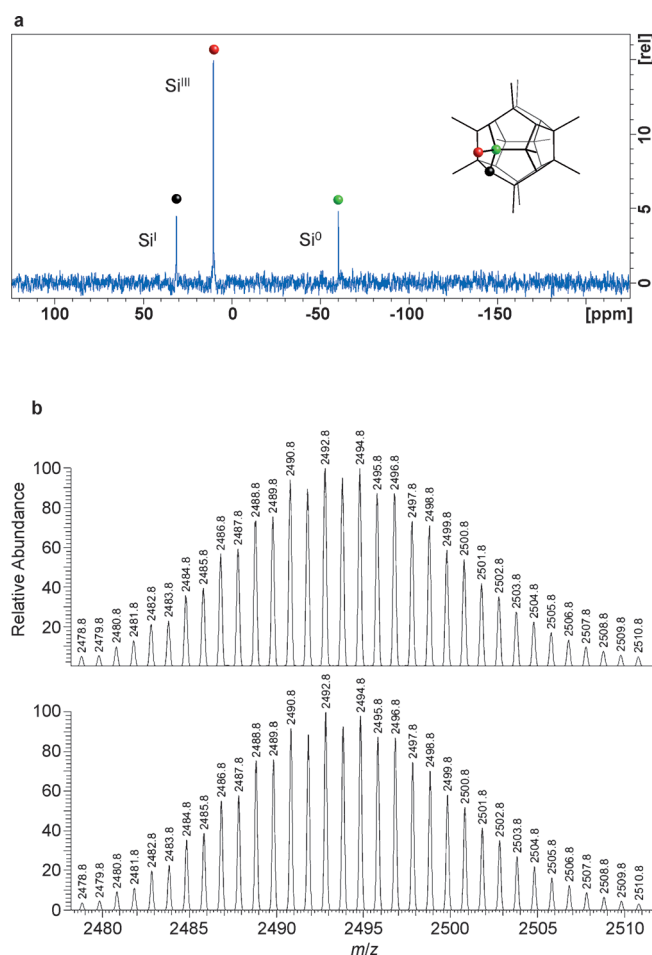 a
[rel]
Si^III
10
Si^I
Si^0
5
0
100 50 0 -50 -100 -150 [ppm]
b
Relative Abundance
100
80
60
40
20
2478.8 2479.8 2480.8 2481.8 2482.8 2483.8 2484.8 2485.8 2486.8 2487.8 2488.8 2489.8 2490.8 2492.8 2494.8 2495.8 2496.8 2497.8 2498.8 2499.8 2500.8 2501.8 2502.8 2503.8 2504.8 2505.8 2506.8 2507.8 2508.8 2509.8 2510.8
100
80
60
40
20
0
2478.8 2479.8 2480.8 2481.8 2482.8 2483.8 2484.8 2485.8 2486.8 2487.8 2488.8 2489.8 2490.8 2492.8 2494.8 2495.8 2496.8 2497.8 2498.8 2499.8 2500.8 2501.8 2502.8 2503.8 2504.8 2505.8 2506.8 2507.8 2508.8 2509.8 2510.8
2480 2485 2490 2495 2500 2505 2510
m/z